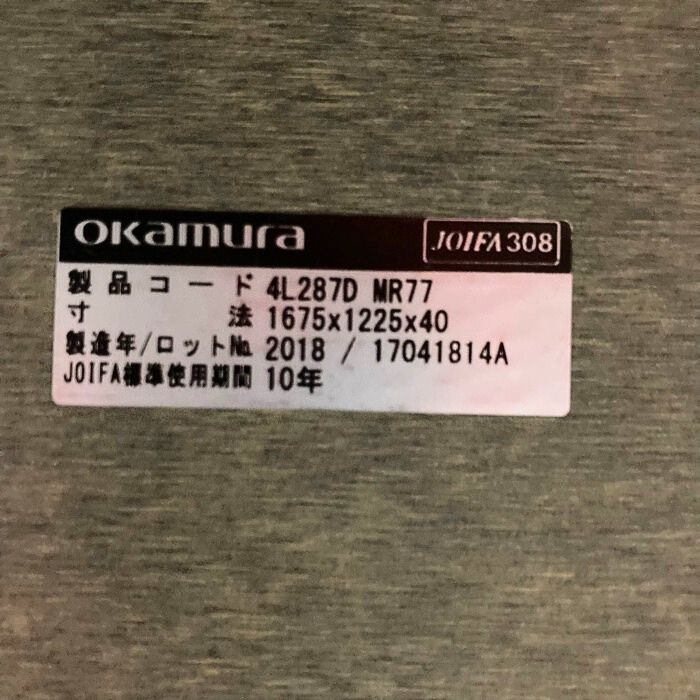 okamura
JOIFA308
製品コード 4L287D MR77
寸法 1675x1225x40
製造年/ロット№ 2018 / 17041814A
JOIFA標準使用期間 10年